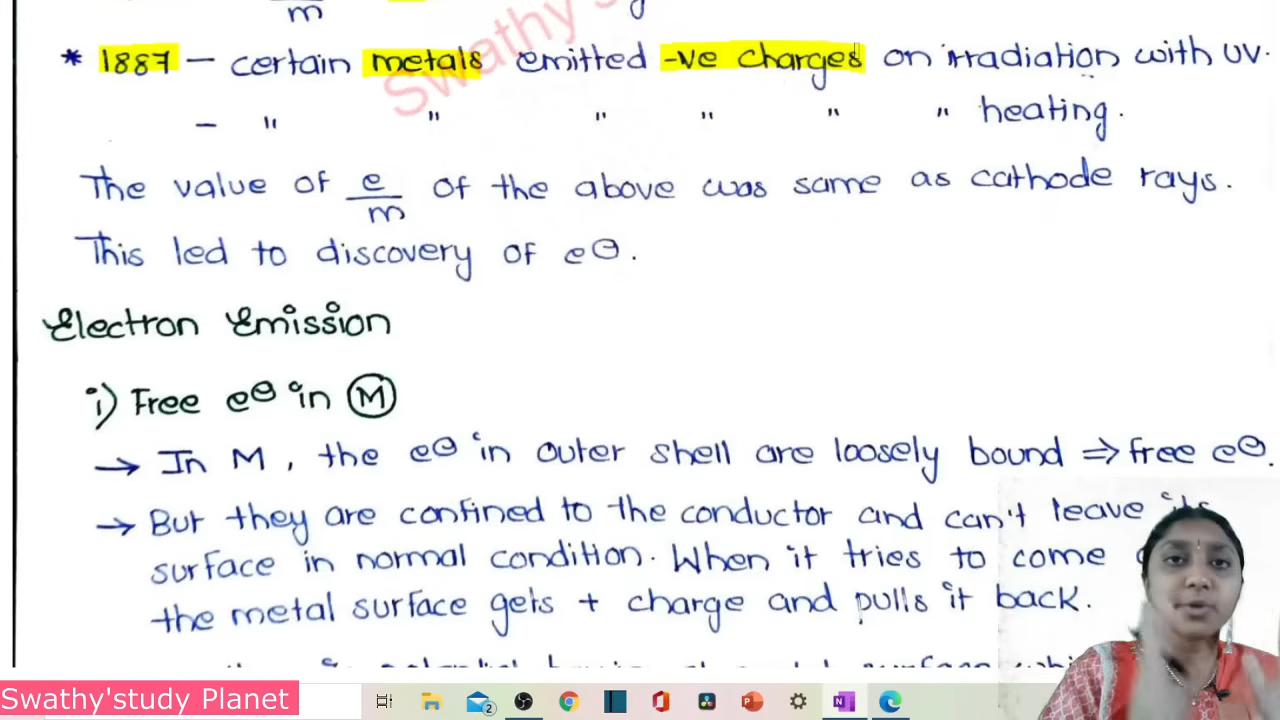 m
* 1887 – certain metals emitted -ve charges on irradiation with UV.
– " " " " " " heating.
The value of e/m of the above was same as cathode rays.
This led to discovery of e⊖.
Electron Emission
i) Free e⊖ in Ⓜ
→ In M, the e⊖ in outer shell are loosely bound ⇒ free e⊖.
→ But they are confined to the conductor and can't leave its
surface in normal condition. When it tries to come
the metal surface gets + charge and pulls it back.
Swathy'study Planet
Swathy
2